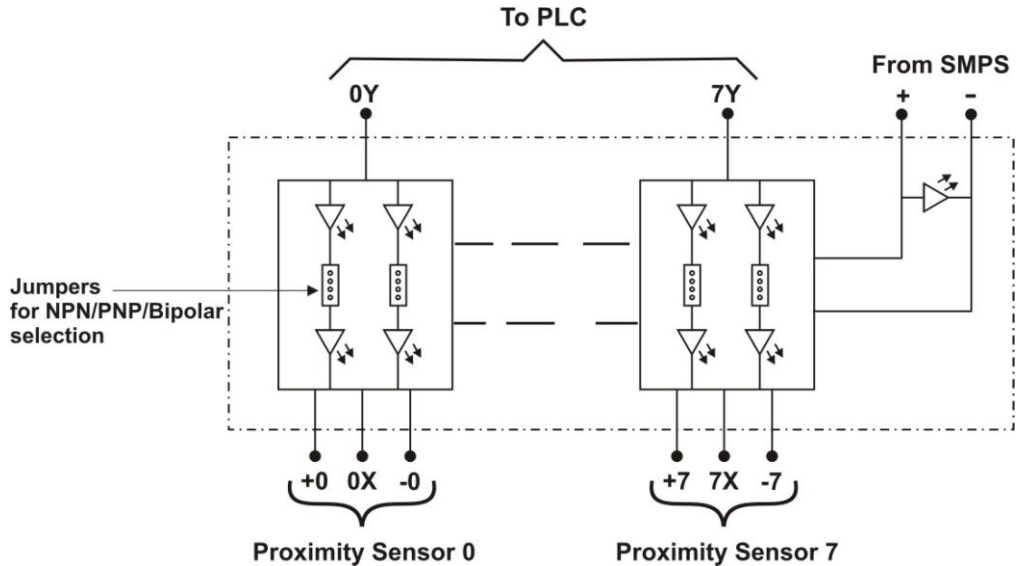 To PLC
0Y
7Y
From SMPS
+ −
Jumpers
for NPN/PNP/Bipolar
selection
+0 0X -0
+7 7X -7
Proximity Sensor 0
Proximity Sensor 7